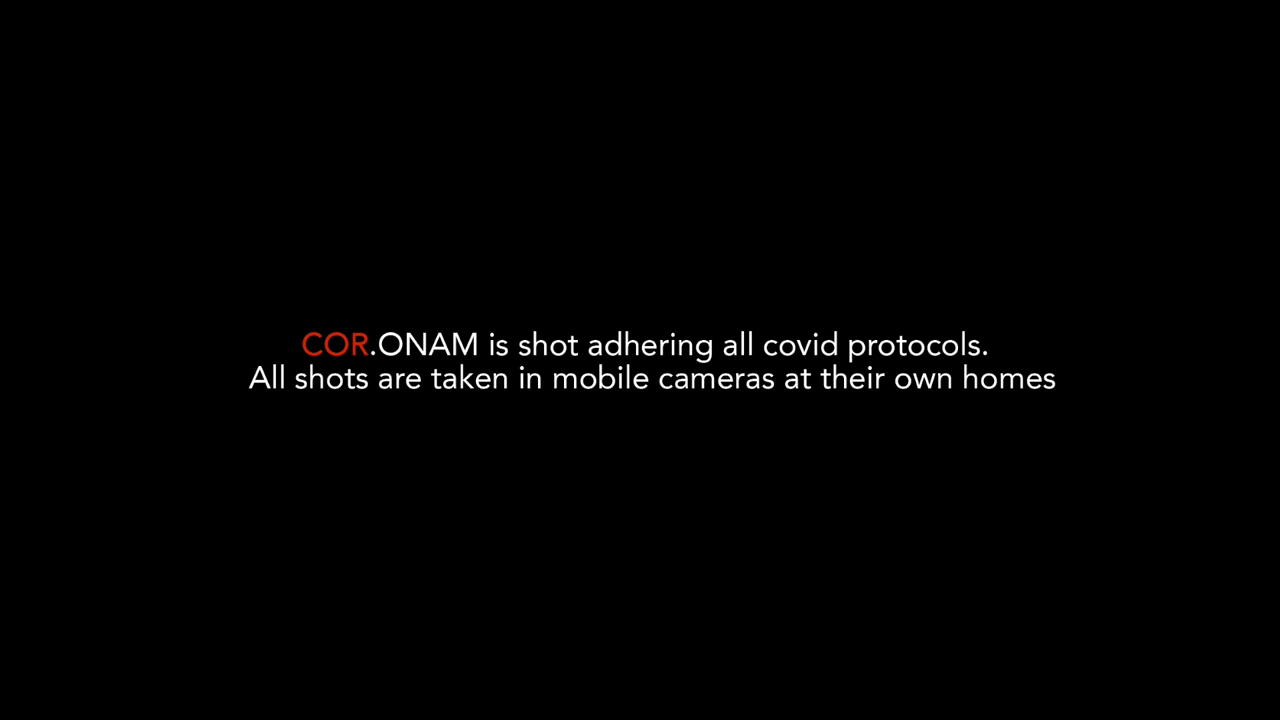 COR.ONAM is shot adhering all covid protocols.
All shots are taken in mobile cameras at their own homes